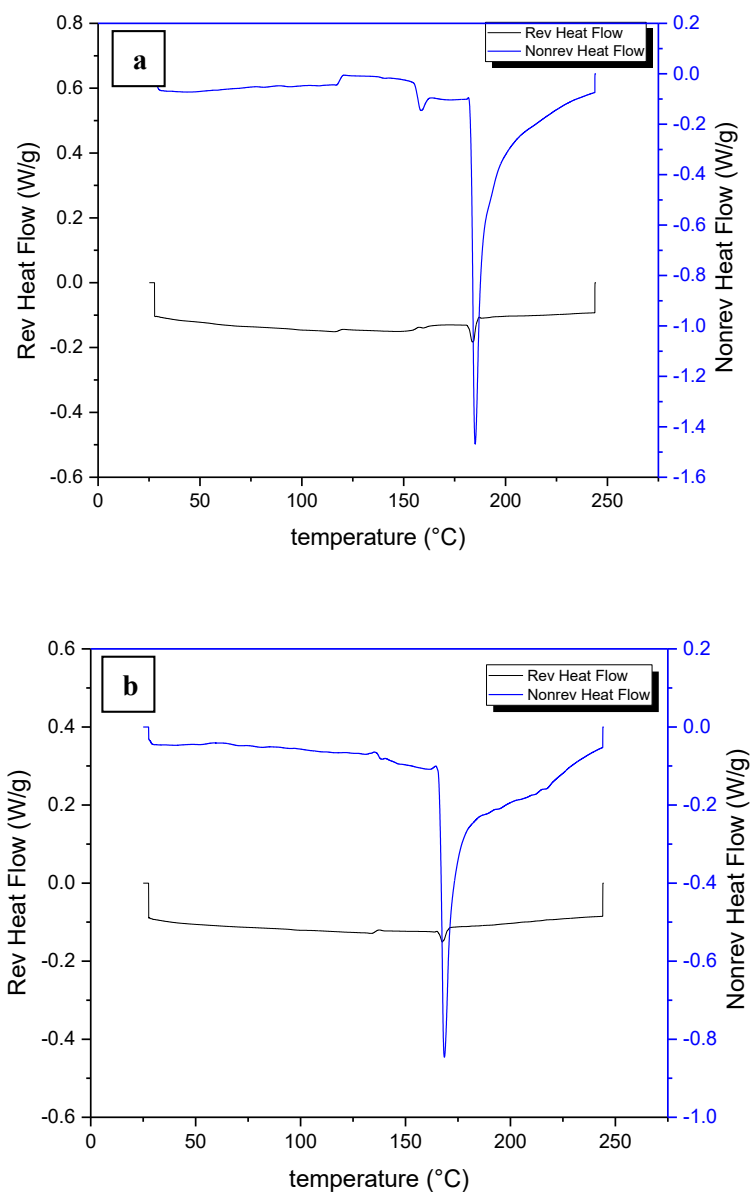 a
Rev Heat Flow
Nonrev Heat Flow
0.8
0.6
0.4
0.2
0.0
-0.2
-0.4
-0.6
Rev Heat Flow (W/g)
0.2
0.0
-0.2
-0.4
-0.6
-0.8
-1.0
-1.2
-1.4
-1.6
Nonrev Heat Flow (W/g)
0 50 100 150 200 250
temperature (°C)
b
Rev Heat Flow
Nonrev Heat Flow
0.6
0.4
0.2
0.0
-0.2
-0.4
-0.6
Rev Heat Flow (W/g)
0.2
0.0
-0.2
-0.4
-0.6
-0.8
-1.0
Nonrev Heat Flow (W/g)
0 50 100 150 200 250
temperature (°C)